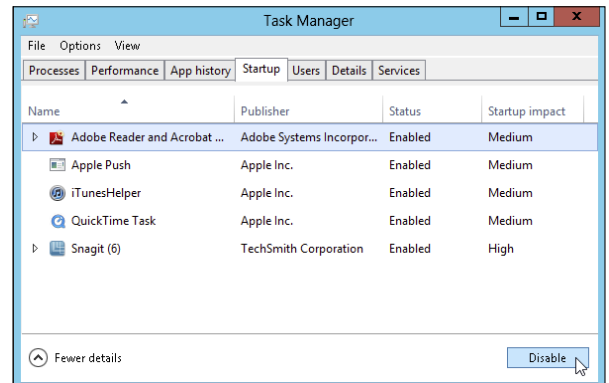 Task Manager
File Options View
Processes Performance App history Startup Users Details Services
Name Publisher Status Startup impact
Adobe Reader and Acrobat ... Adobe Systems Incorpor... Enabled Medium
Apple Push Apple Inc. Enabled Medium
iTunesHelper Apple Inc. Enabled Medium
QuickTime Task Apple Inc. Enabled Medium
Snagit (6) TechSmith Corporation Enabled High
Fewer details Disable